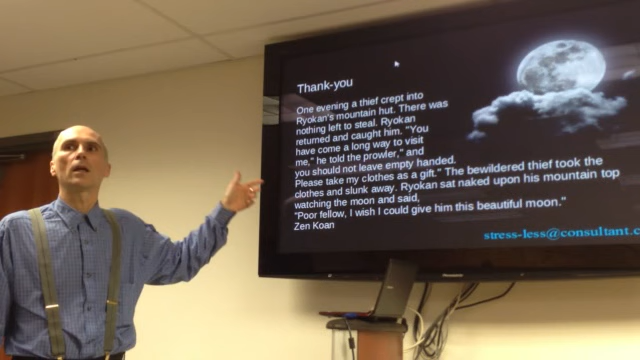 Thank-you
One evening a thief crept into
Ryokan's mountain hut. There was
nothing left to steal. Ryokan
returned and caught him. "You
have come a long way to visit
me," he told the prowler," and
you should not leave empty handed.
Please take my clothes as a gift." The bewildered thief took the
clothes and slunk away. Ryokan sat naked upon his mountain top
watching the moon and said,
"Poor fellow, I wish I could give him this beautiful moon."
Zen Koan
stress-less@consultant.c
Panasonic